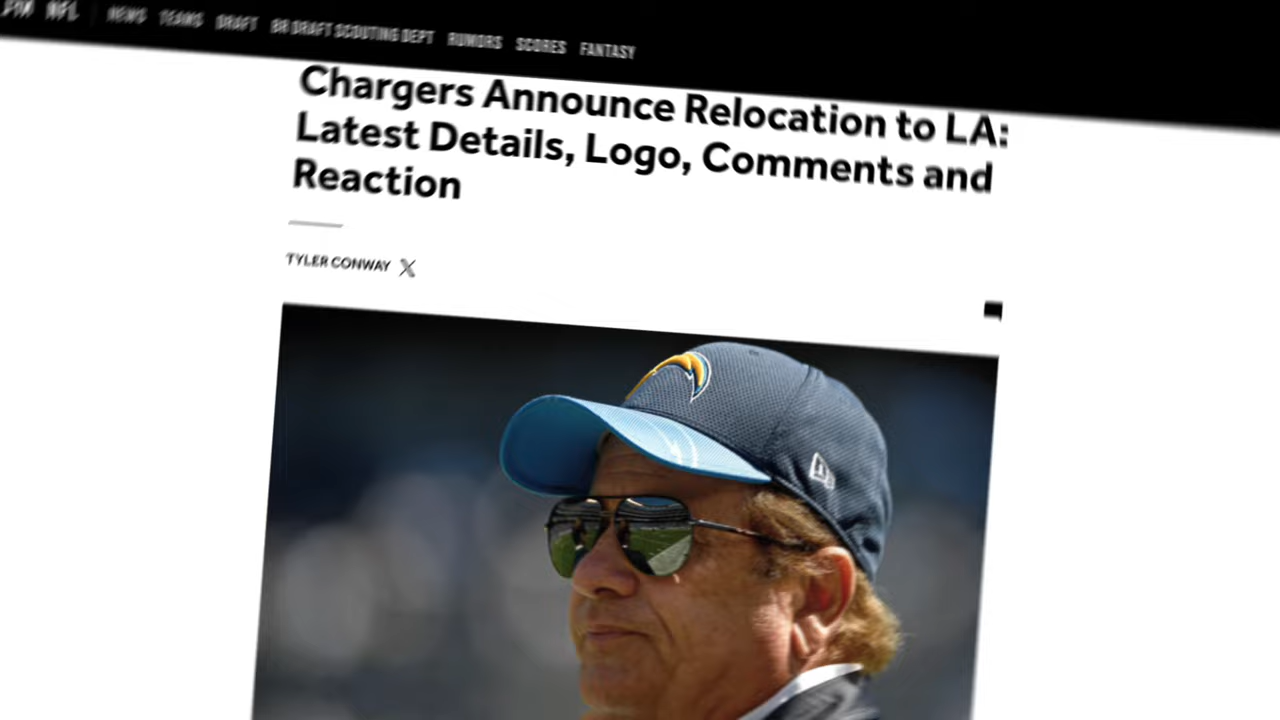 NFL NEWS TEAMS DRAFT BR DRAFT SCOUTING DEPT RUMORS SCORES FANTASY
Chargers Announce Relocation to LA:
Latest Details, Logo, Comments and
Reaction
TYLER CONWAY X